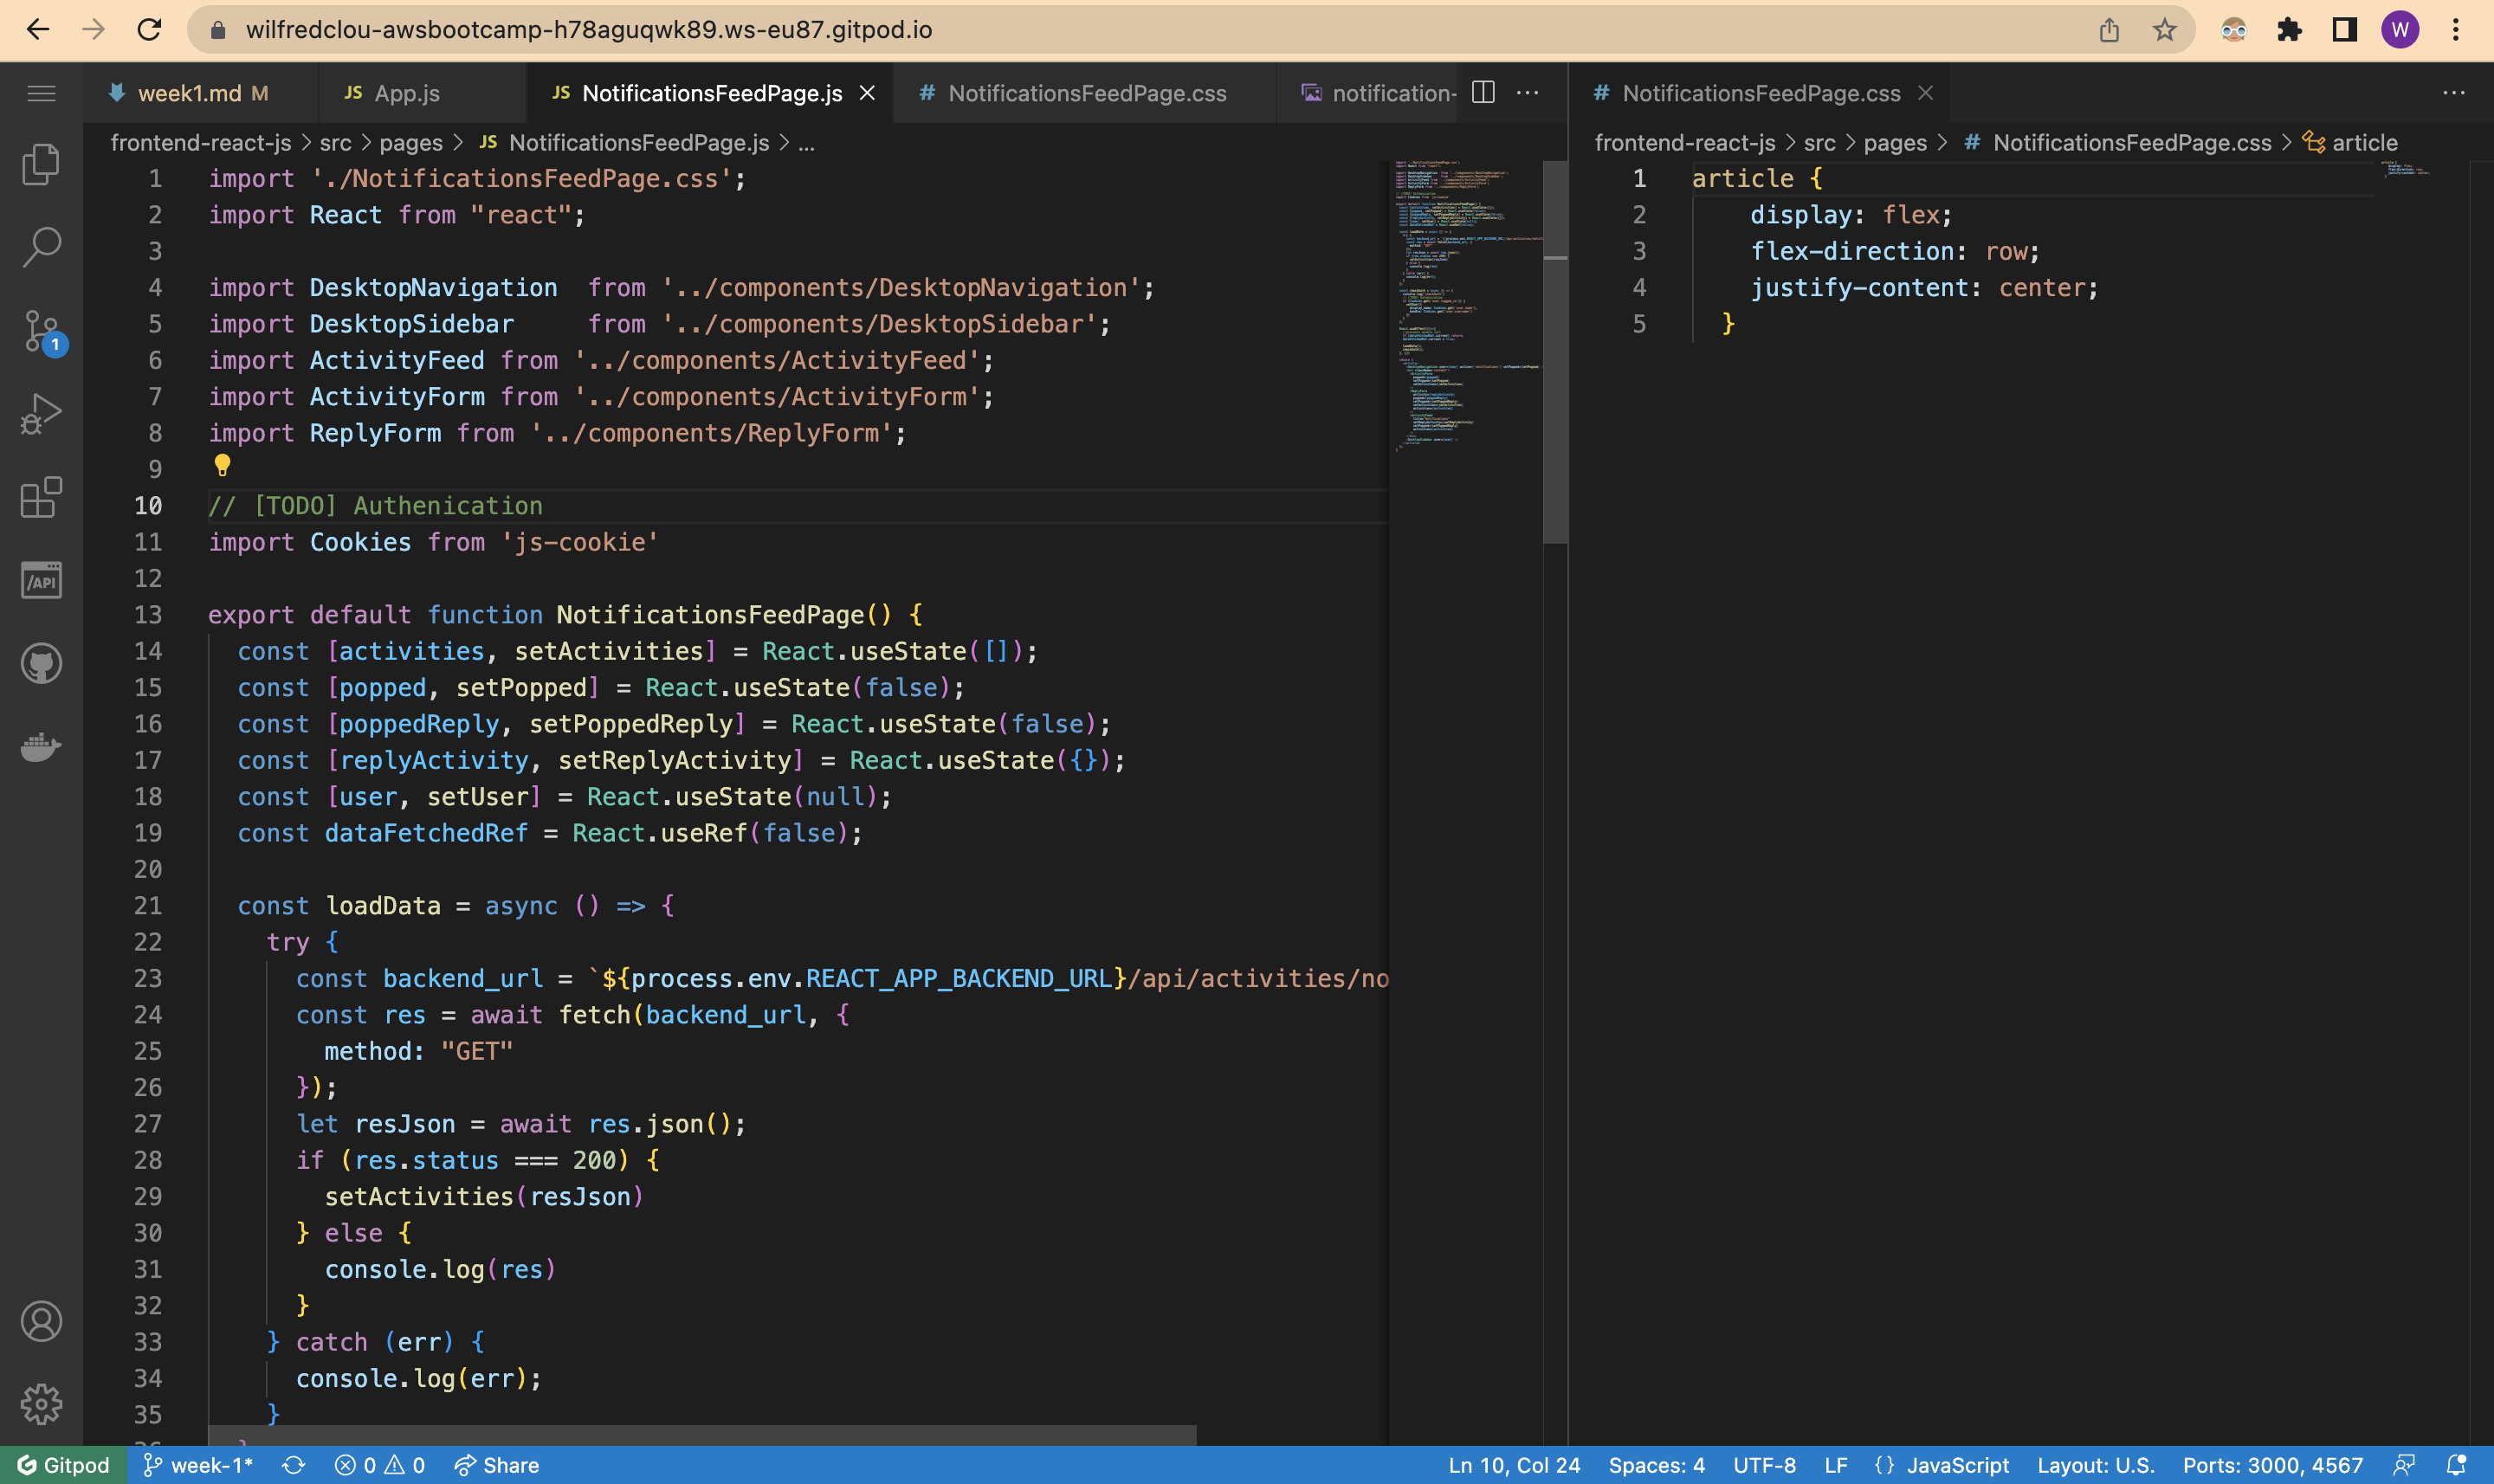 wilfredclou-awsbootcamp-h78aguqwk89.ws-eu87.gitpod.io
W
week1.md M
JS App.js
JS NotificationsFeedPage.js
# NotificationsFeedPage.css
notification-
# NotificationsFeedPage.css
frontend-react-js > src > pages > JS NotificationsFeedPage.js > ...
1 import './NotificationsFeedPage.css';
2 import React from "react";
3
4 import DesktopNavigation  from '../components/DesktopNavigation';
5 import DesktopSidebar     from '../components/DesktopSidebar';
6 import ActivityFeed from '../components/ActivityFeed';
7 import ActivityForm from '../components/ActivityForm';
8 import ReplyForm from '../components/ReplyForm';
9
10 // [TODO] Authenication
11 import Cookies from 'js-cookie'
12
13 export default function NotificationsFeedPage() {
14   const [activities, setActivities] = React.useState([]);
15   const [popped, setPopped] = React.useState(false);
16   const [poppedReply, setPoppedReply] = React.useState(false);
17   const [replyActivity, setReplyActivity] = React.useState({});
18   const [user, setUser] = React.useState(null);
19   const dataFetchedRef = React.useRef(false);
20
21   const loadData = async () => {
22     try {
23       const backend_url = `${process.env.REACT_APP_BACKEND_URL}/api/activities/no
24       const res = await fetch(backend_url, {
25         method: "GET"
26       });
27       let resJson = await res.json();
28       if (res.status === 200) {
29         setActivities(resJson)
30       } else {
31         console.log(res)
32       }
33     } catch (err) {
34       console.log(err);
35     }
frontend-react-js > src > pages > # NotificationsFeedPage.css > article
1 article {
2     display: flex;
3     flex-direction: row;
4     justify-content: center;
5   }
1
/API
Gitpod week-1* 0 0 Share Ln 10, Col 24 Spaces: 4 UTF-8 LF {} JavaScript Layout: U.S. Ports: 3000, 4567